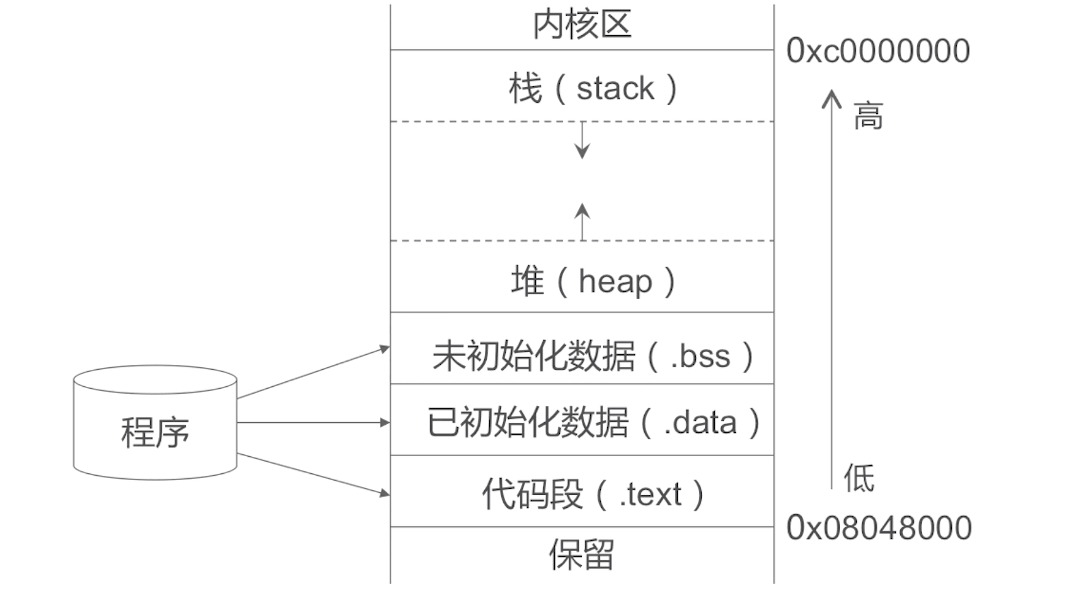 内核区
0xc0000000
栈（stack）
高
堆（heap）
未初始化数据（.bss）
程序
已初始化数据（.data）
低
代码段（.text）
0x08048000
保留